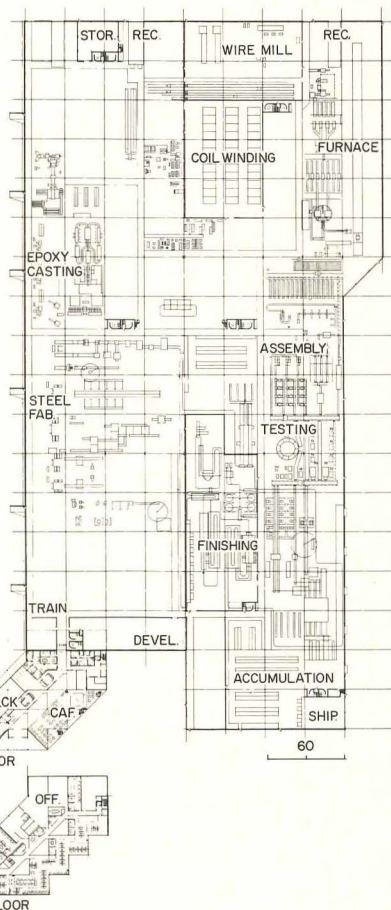 STOR. REC. WIRE MILL REC.
COIL WINDING
FURNACE
EPOXY
CASTING
ASSEMBLY
STEEL
FAB.
TESTING
FINISHING
TRAIN
DEVEL.
ACCUMULATION
CAF.
SHIP.
60
OFF.